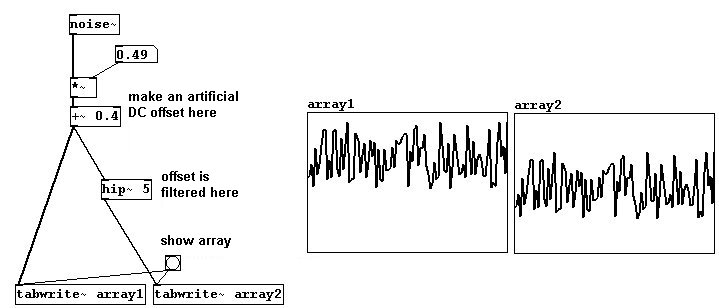 noise~
0.49
*~
+~ 0.4
make an artificial
DC offset here
hip~ 5
offset is
filtered here
show array
tabwrite~ array1
tabwrite~ array2
array1
array2